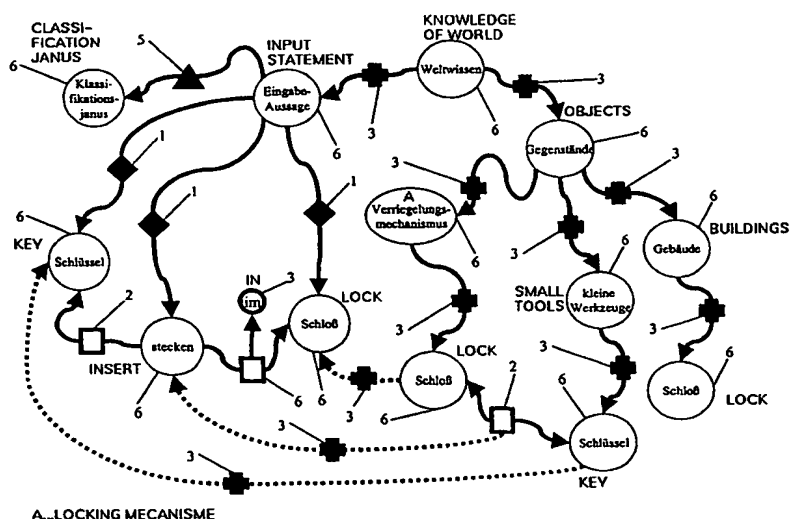 CLASSI-
FICATION
JANUS
5
INPUT
STATEMENT
KNOWLEDGE
OF WORLD
6
Klassi-
fikations-
janus
Eingabe-
Aussage
Weltwissen
3
3
6
6
OBJECTS
1
1
1
3
Gegenstände
6
3
A
Verriegelungs-
mechanismus
6
3
6
BUILDINGS
Gebäude
6
KEY
Schlüssel
IN
3
im
LOCK
Schloß
SMALL
TOOLS
kleine
Werkzeuge
6
2
INSERT
stecken
6
6
6
3
LOCK
Schloß
3
6
2
3
3
6
Schloß
LOCK
6
Schlüssel
KEY
3
3
A...LOCKING MECANISME